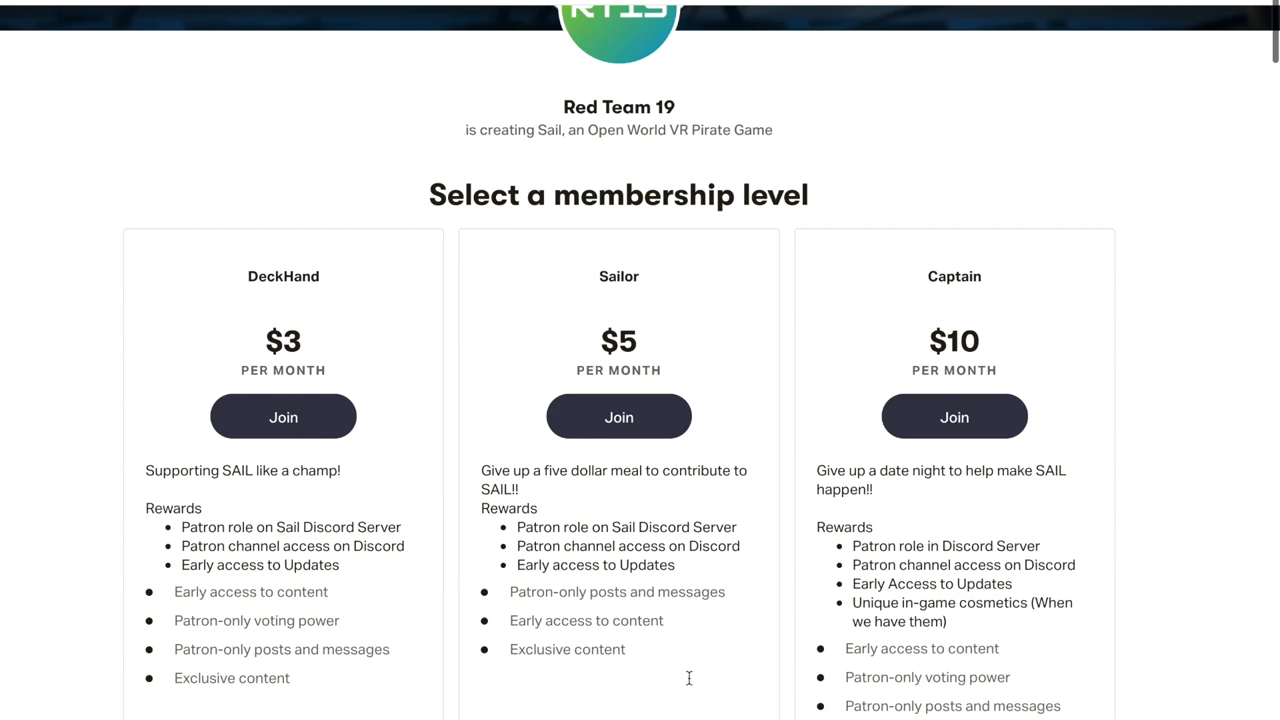 RT19
Red Team 19
is creating Sail, an Open World VR Pirate Game
Select a membership level
DeckHand
$3
PER MONTH
Join
Supporting SAIL like a champ!
Rewards
• Patron role on Sail Discord Server
• Patron channel access on Discord
• Early access to Updates
• Early access to content
• Patron-only voting power
• Patron-only posts and messages
• Exclusive content
Sailor
$5
PER MONTH
Join
Give up a five dollar meal to contribute to
SAIL!!
Rewards
• Patron role on Sail Discord Server
• Patron channel access on Discord
• Early access to Updates
• Patron-only posts and messages
• Early access to content
• Exclusive content
Captain
$10
PER MONTH
Join
Give up a date night to help make SAIL
happen!!
Rewards
• Patron role in Discord Server
• Patron channel access on Discord
• Early Access to Updates
• Unique in-game cosmetics (When
we have them)
• Early access to content
• Patron-only voting power
• Patron-only posts and messages